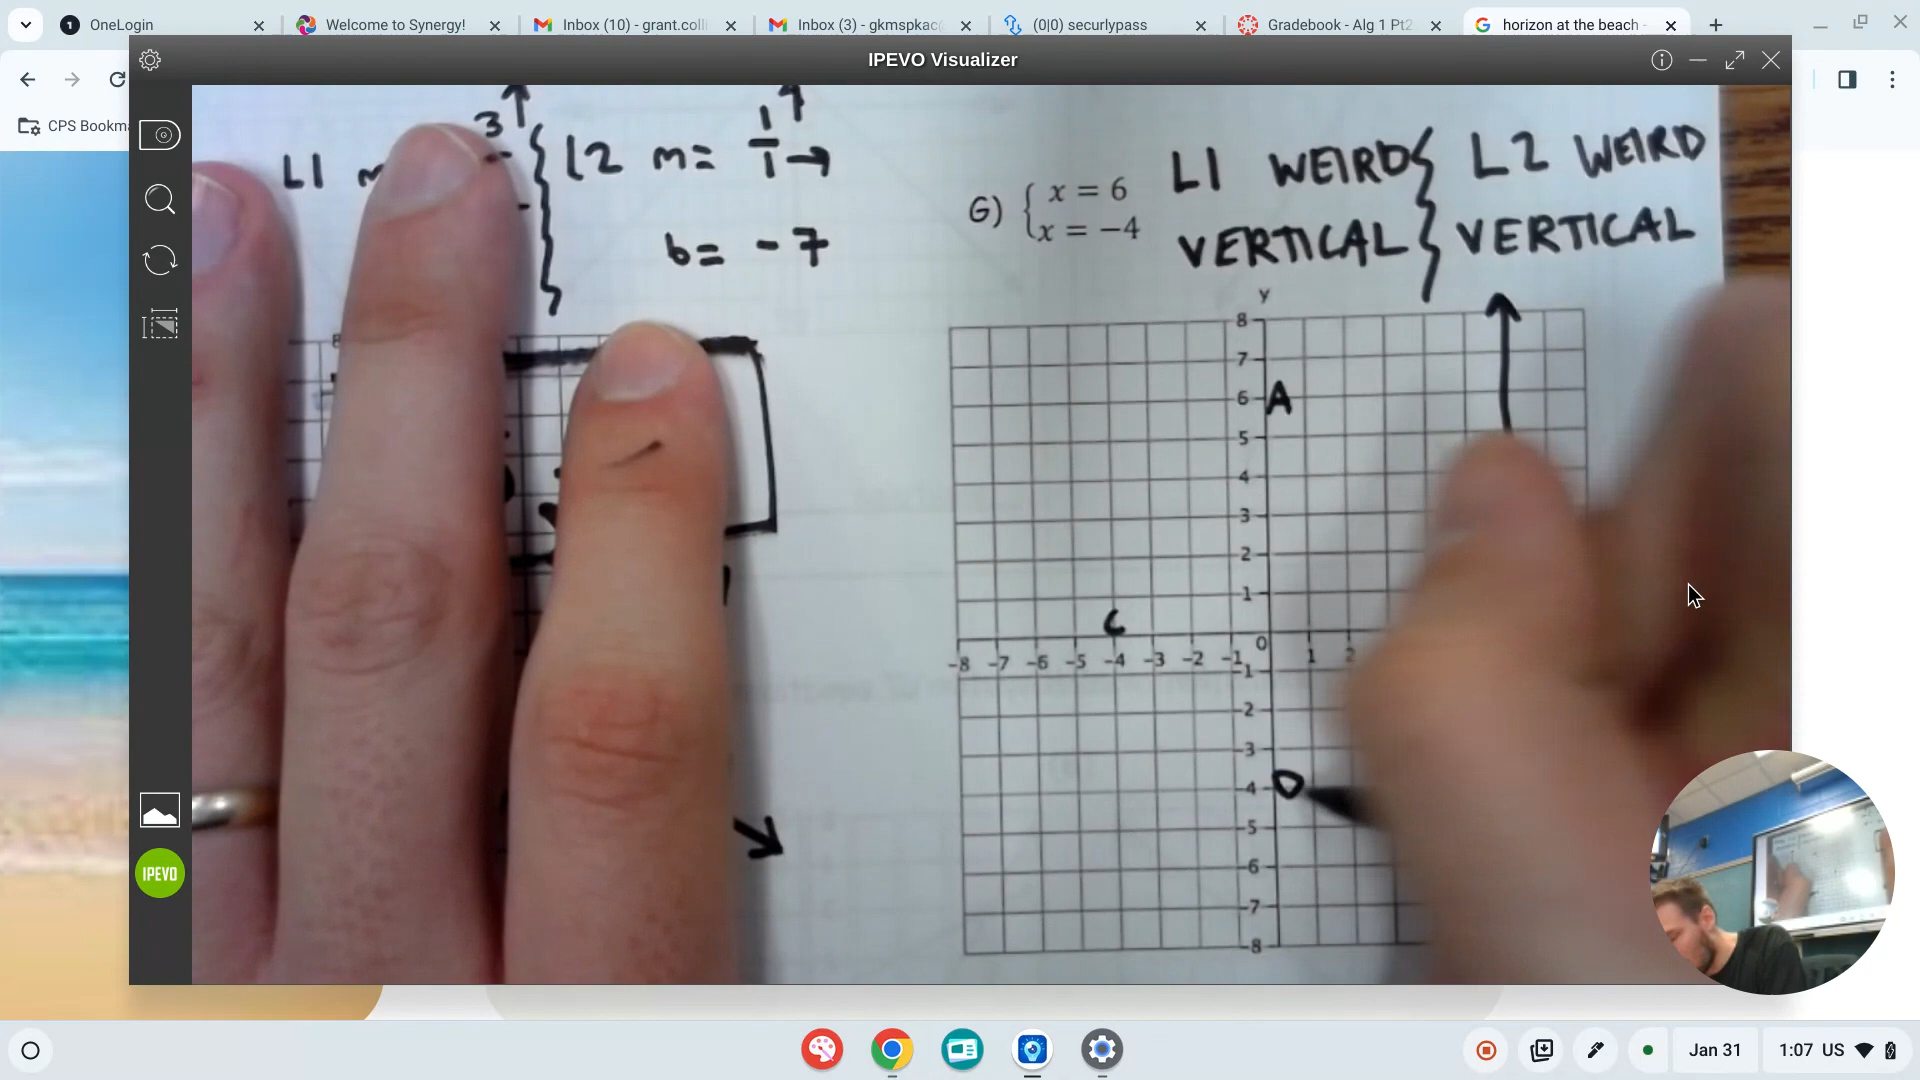 OneLogin
Welcome to Synergy!
Inbox (10) - grant.coll
Inbox (3) - gkmspkac
(0|0) securlypass
Gradebook - Alg 1 Pt2
horizon at the beach -
CPS Bookma
IPEVO Visualizer
L1 m
3
L2 m = 1/1
b = -7
G) { x = 6
x = −4
L1 WEIRD
VERTICAL
L2 WEIRD
VERTICAL
y
8
7
6 A
5
4
3
2
1
C
-8 -7 -6 -5 -4 -3 -2 -1 0 1 2
-1
-2
-3
-4 D
-5
-6
-7
-8
IPEVO
Jan 31
1:07 US